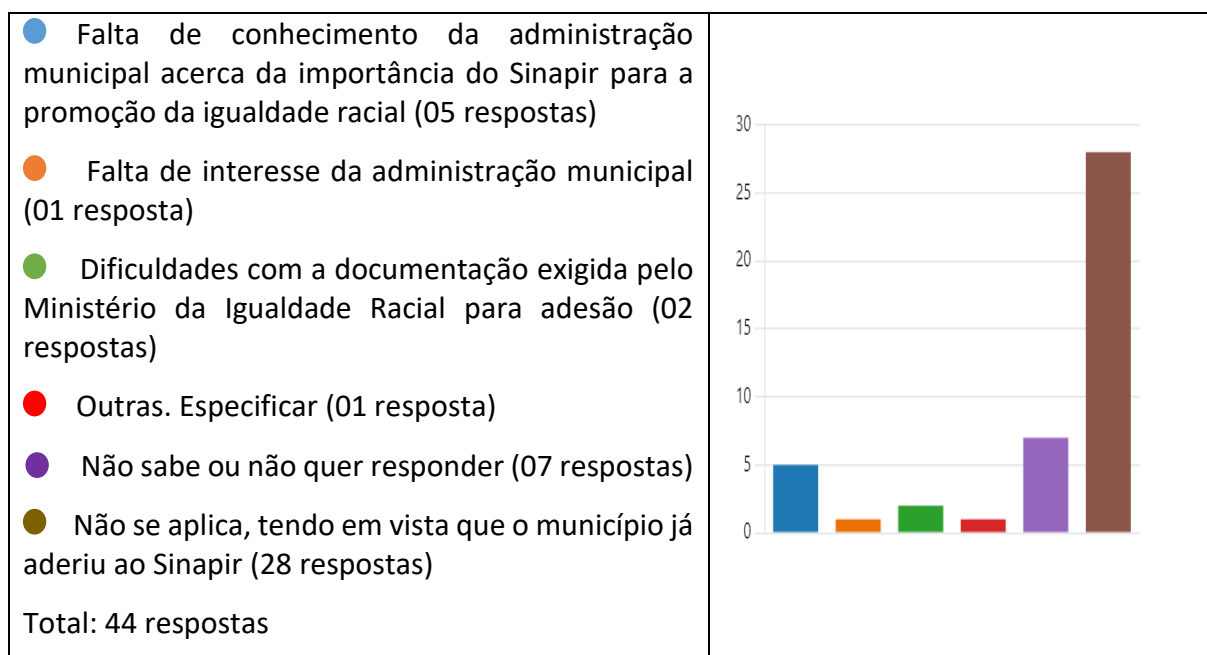 Falta de conhecimento da administração
municipal acerca da importância do Sinapir para a
promoção da igualdade racial (05 respostas)
Falta de interesse da administração municipal
(01 resposta)
Dificuldades com a documentação exigida pelo
Ministério da Igualdade Racial para adesão (02
respostas)
Outras. Especificar (01 resposta)
Não sabe ou não quer responder (07 respostas)
Não se aplica, tendo em vista que o município já
aderiu ao Sinapir (28 respostas)
Total: 44 respostas
30
25
20
15
10
5
0